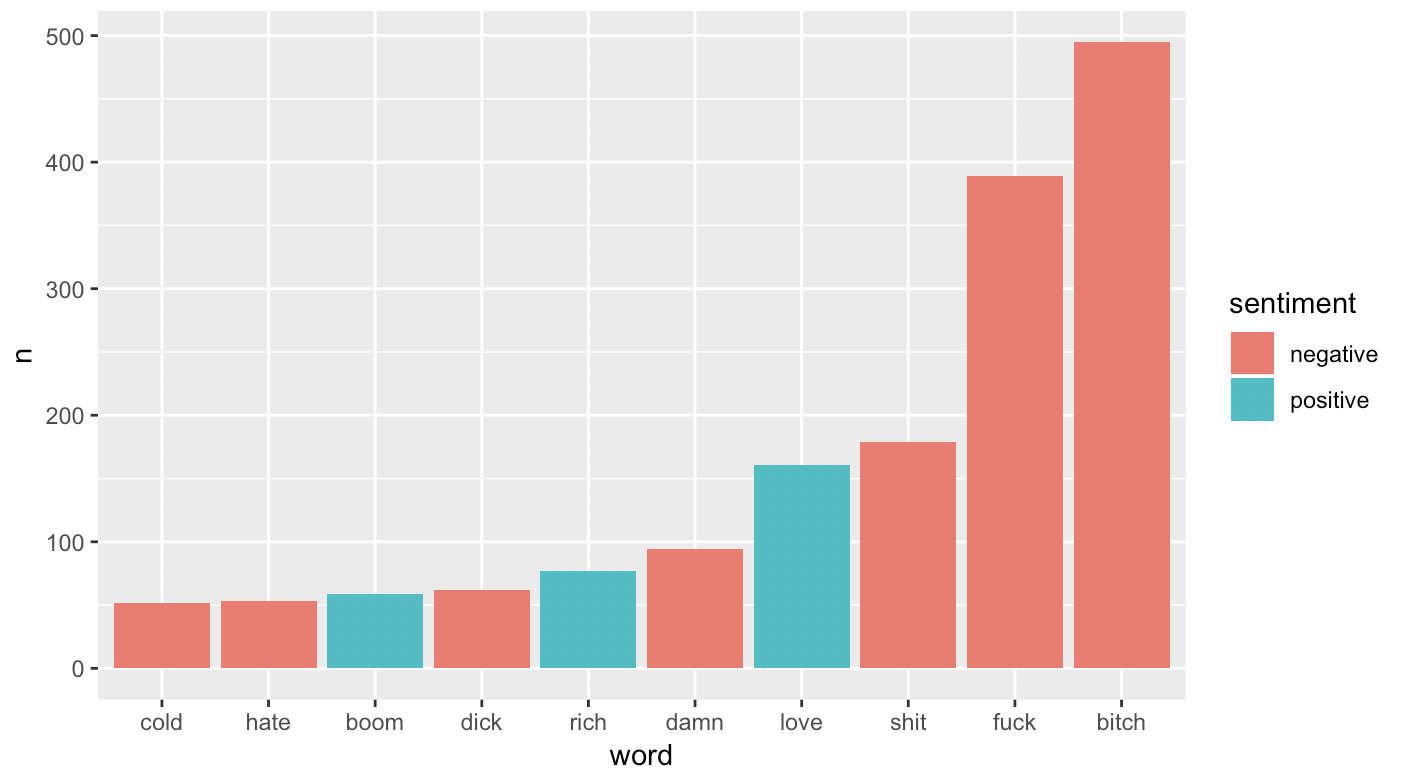 500
400
300
200
100
0
n
cold hate boom dick rich damn love shit fuck bitch
word
sentiment
negative
positive